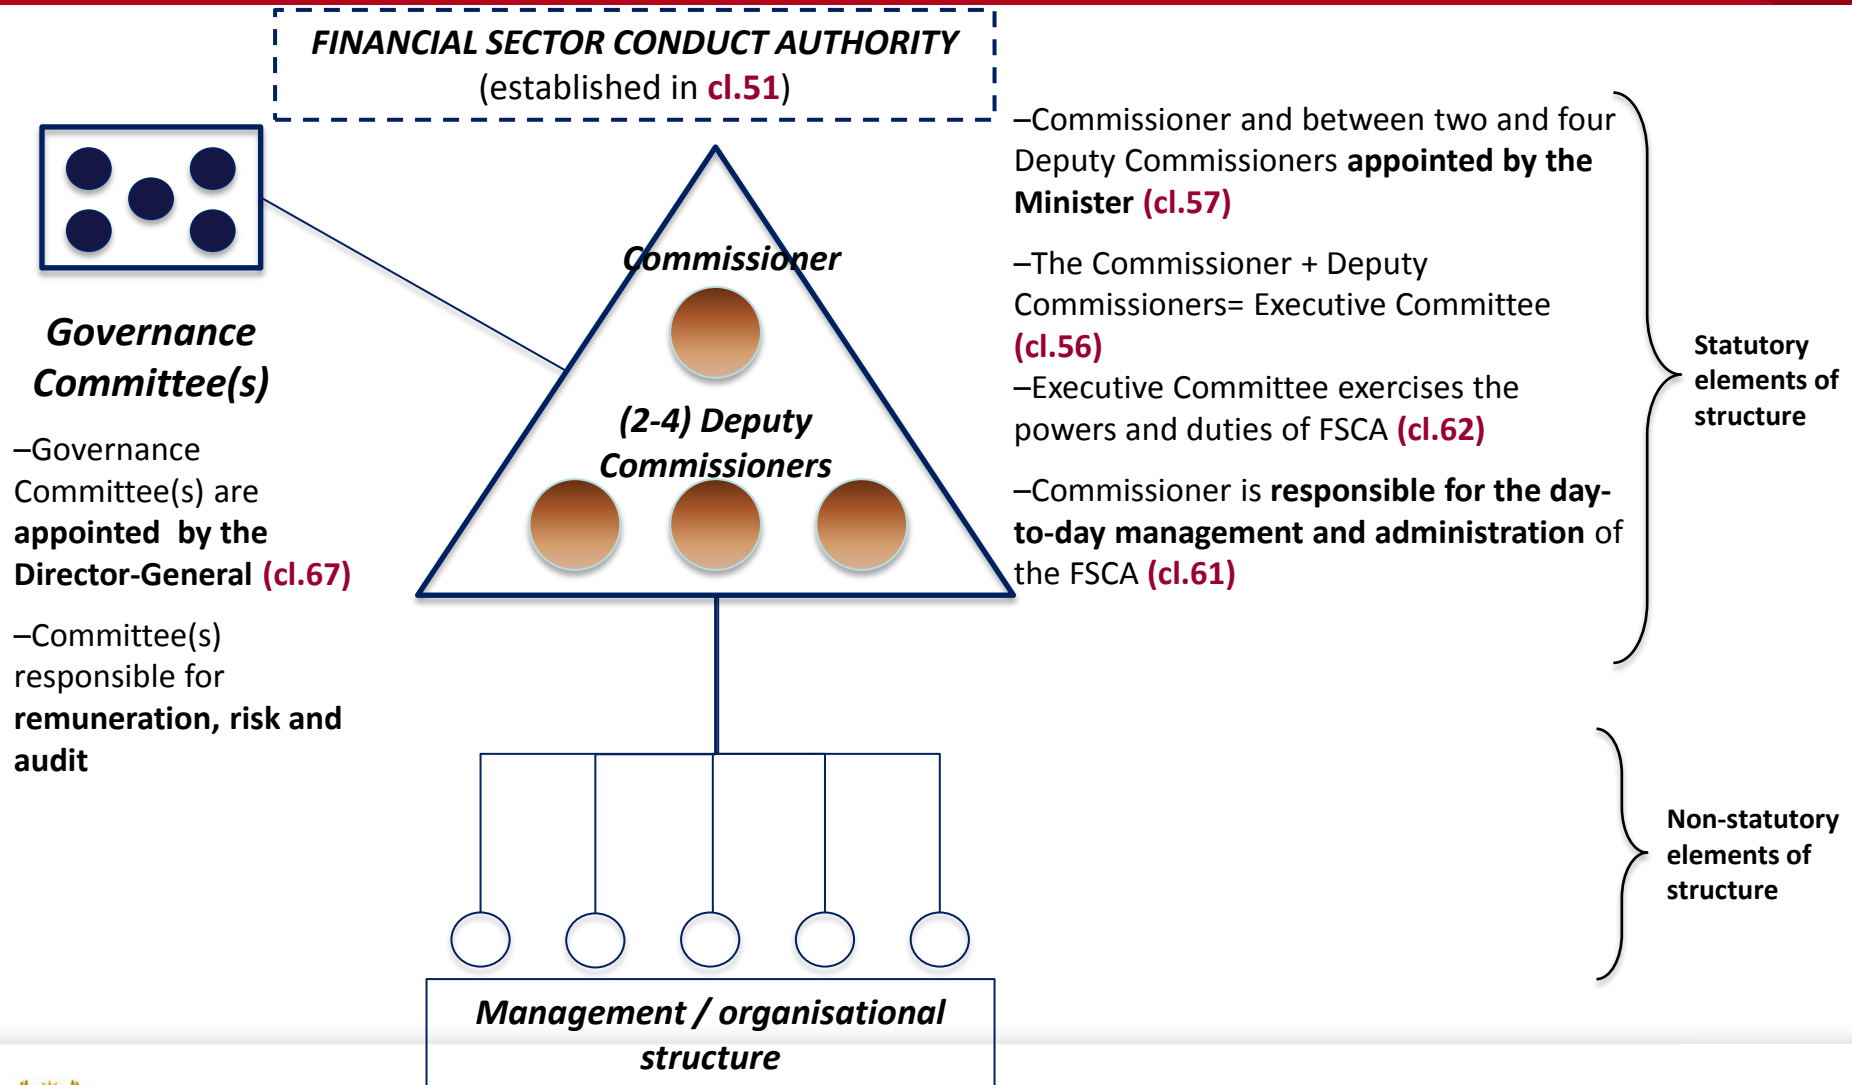 FINANCIAL SECTOR CONDUCT AUTHORITY
(established in cl.51)
Governance
Committee(s)
–Governance
Committee(s) are
appointed  by the
Director-General (cl.67)
–Committee(s)
responsible for
remuneration, risk and
audit
Commissioner
(2-4) Deputy
Commissioners
–Commissioner and between two and four
Deputy Commissioners appointed by the
Minister (cl.57)
–The Commissioner + Deputy
Commissioners= Executive Committee
(cl.56)
–Executive Committee exercises the
powers and duties of FSCA (cl.62)
–Commissioner is responsible for the day-
to-day management and administration of
the FSCA (cl.61)
Statutory
elements of
structure
Non-statutory
elements of
structure
Management / organisational
structure